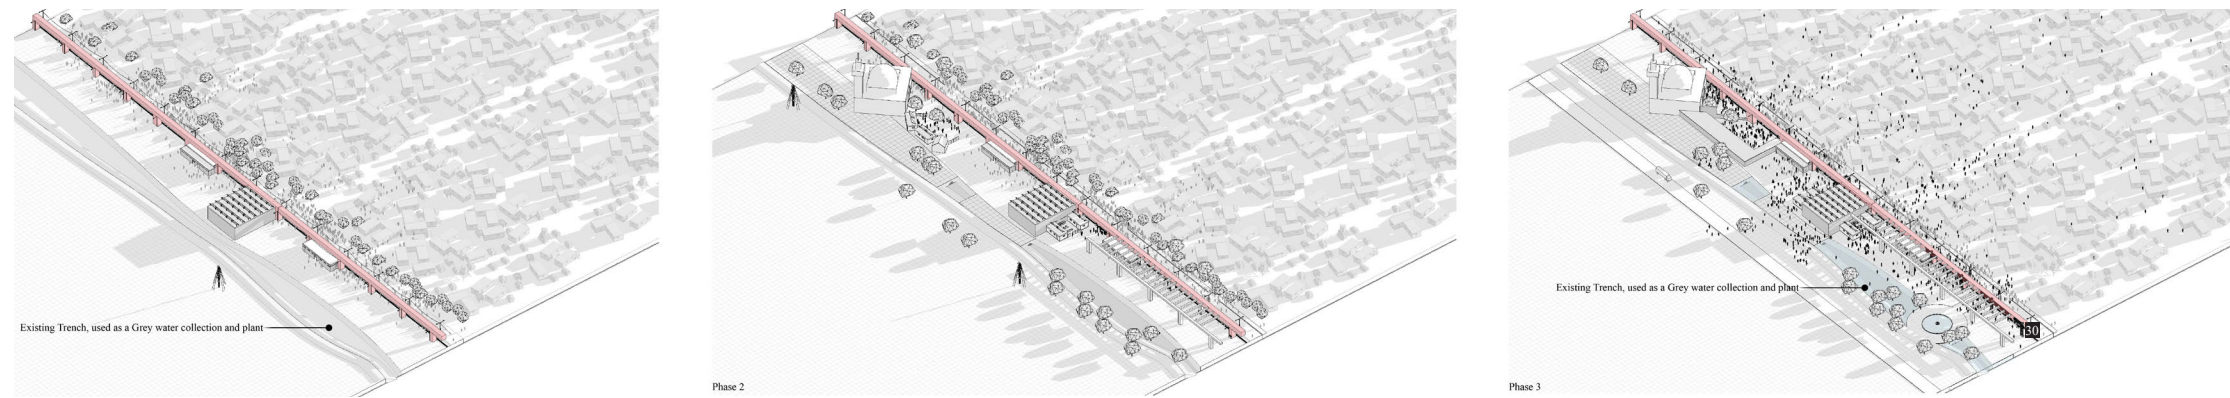 Existing Trench, used as a Grey water collection and plant
Phase 2
Existing Trench, used as a Grey water collection and plant
30
Phase 3